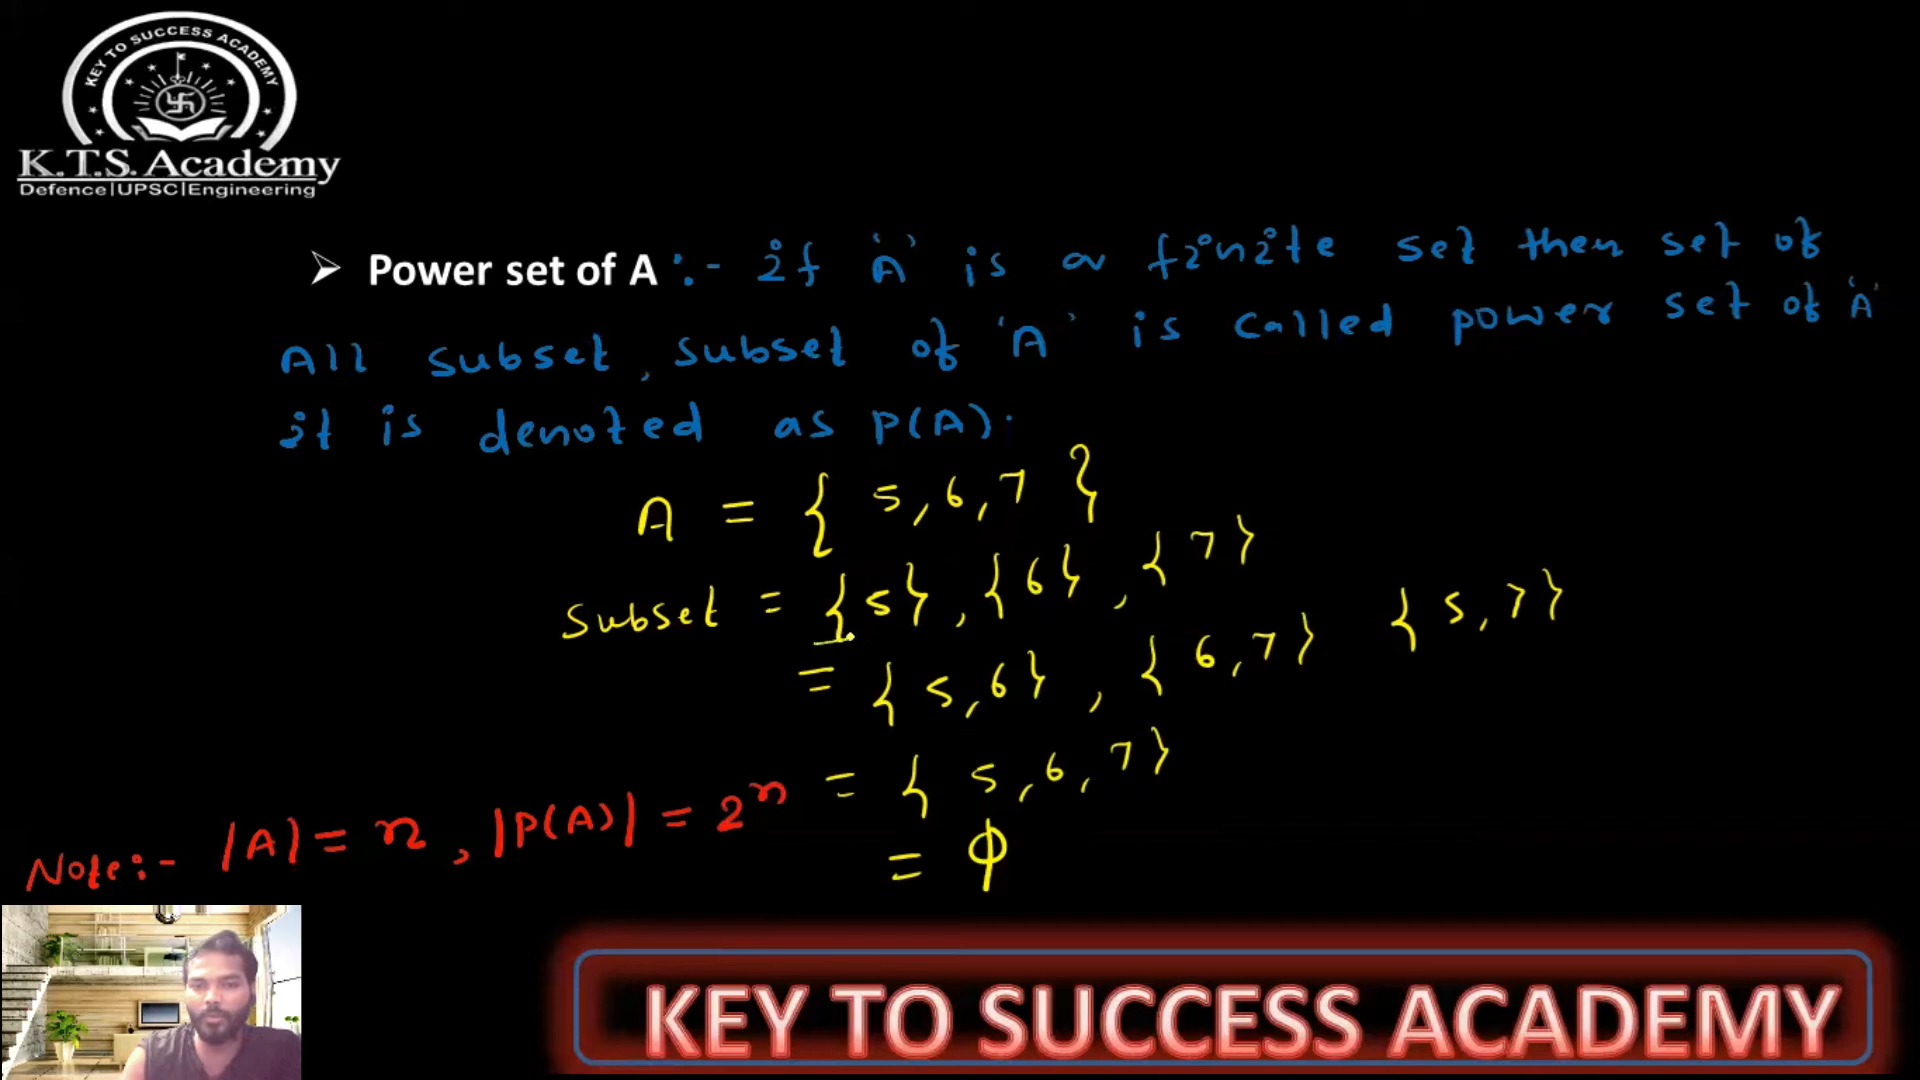 KEY TO SUCCESS ACADEMY
K.T.S. Academy
Defence|UPSC|Engineering
➢ Power set of A :- if 'A' is a finite set then set of
All subset, subset of 'A' is called power set of 'A'
it is denoted as P(A).
A = { 5, 6, 7 }
Subset = {5}, {6}, {7}
= {5, 6}, {6, 7} {5, 7}
= {5, 6, 7}
Note:- |A| = n, |P(A)| = 2ⁿ
= φ
KEY TO SUCCESS ACADEMY